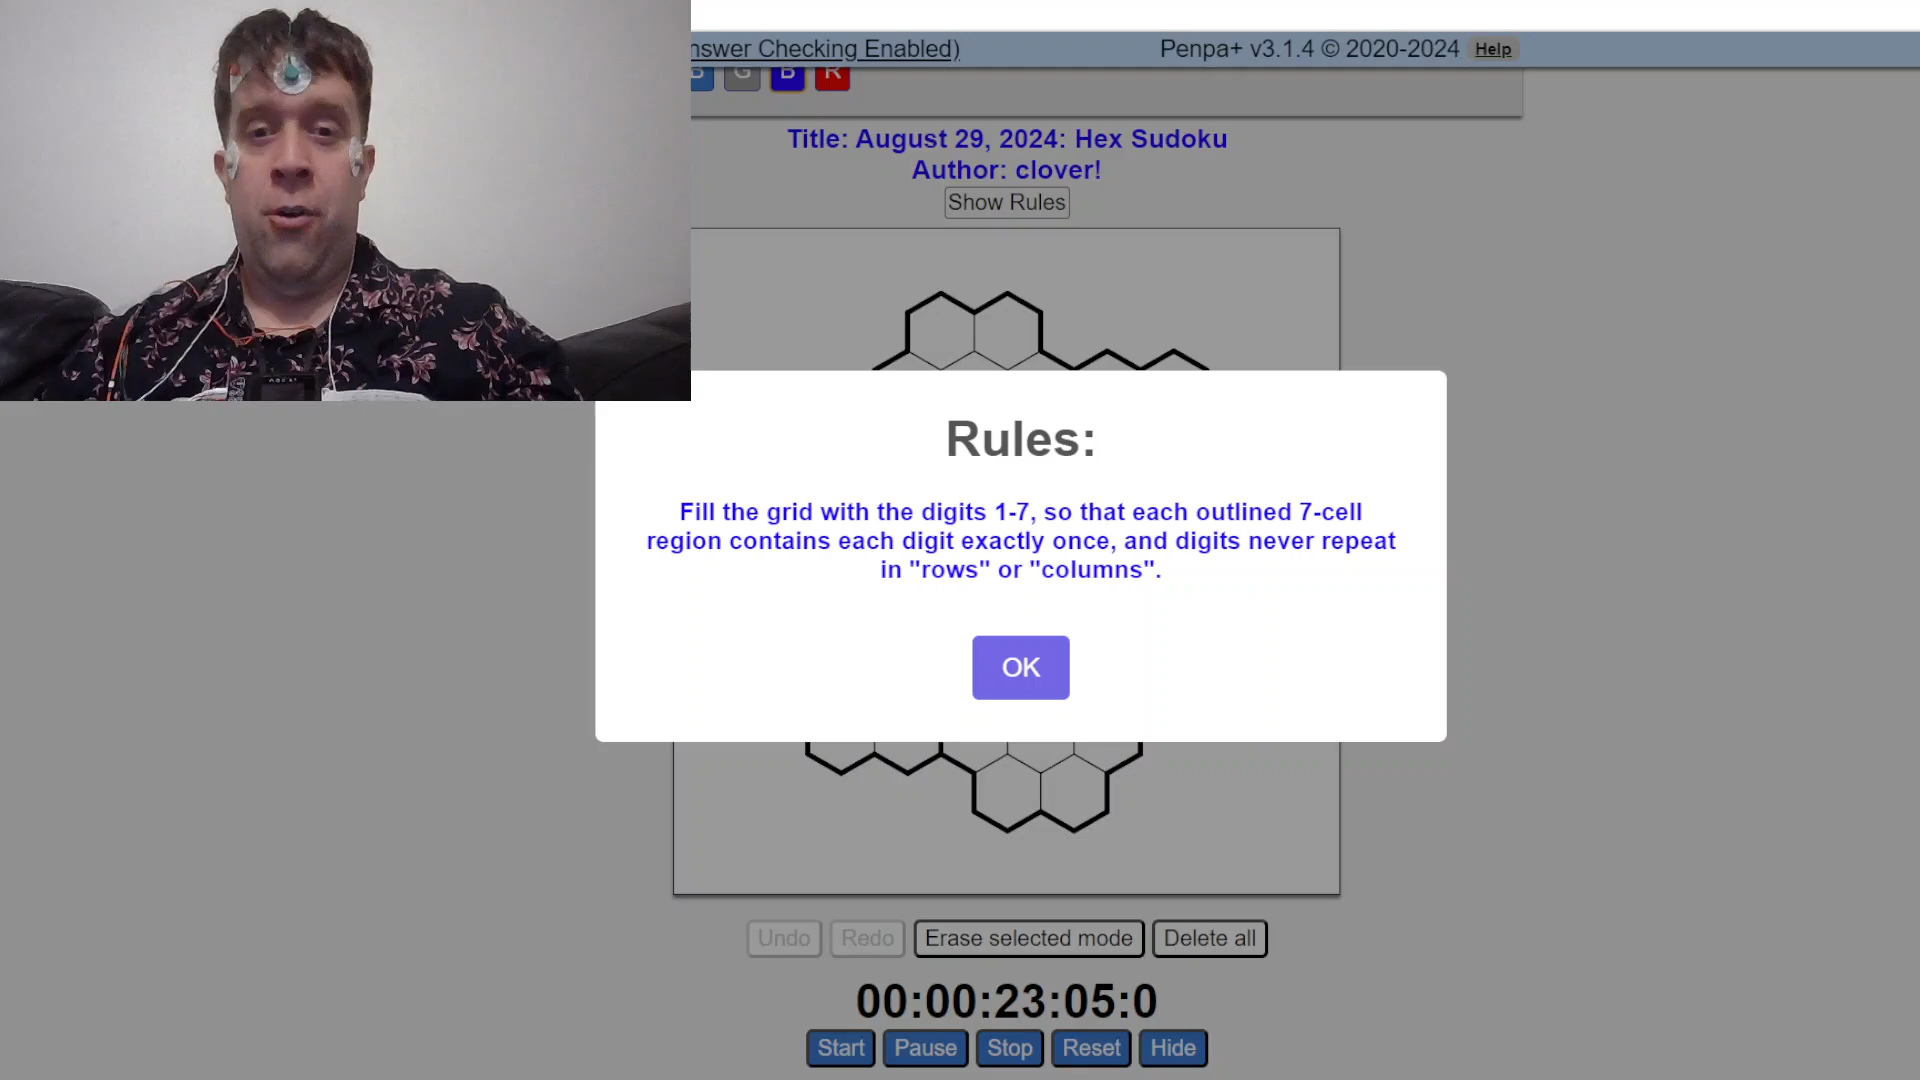 nswer Checking Enabled)
Penpa+ v3.1.4 © 2020-2024 Help
B G B R
Title: August 29, 2024: Hex Sudoku
Author: clover!
Show Rules
Rules:
Fill the grid with the digits 1-7, so that each outlined 7-cell
region contains each digit exactly once, and digits never repeat
in "rows" or "columns".
OK
Undo Redo Erase selected mode Delete all
00:00:23:05:0
Start Pause Stop Reset Hide